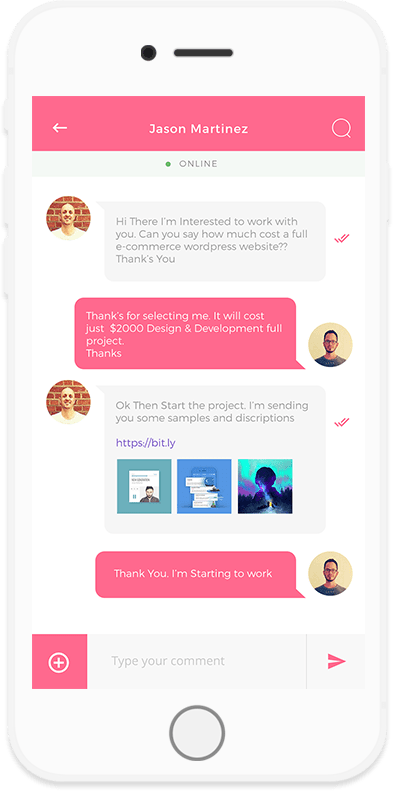 Jason Martinez
ONLINE
Hi There I'm Interested to work with
you. Can you say how much cost a full
e-commerce wordpress website??
Thank's You
Thank's for selecting me. It will cost
just $2000 Design & Development full
project.
Thanks
Ok Then Start the project. I'm sending
you some samples and discriptions
https://bit.ly
Thank You. I'm Starting to work
Type your comment